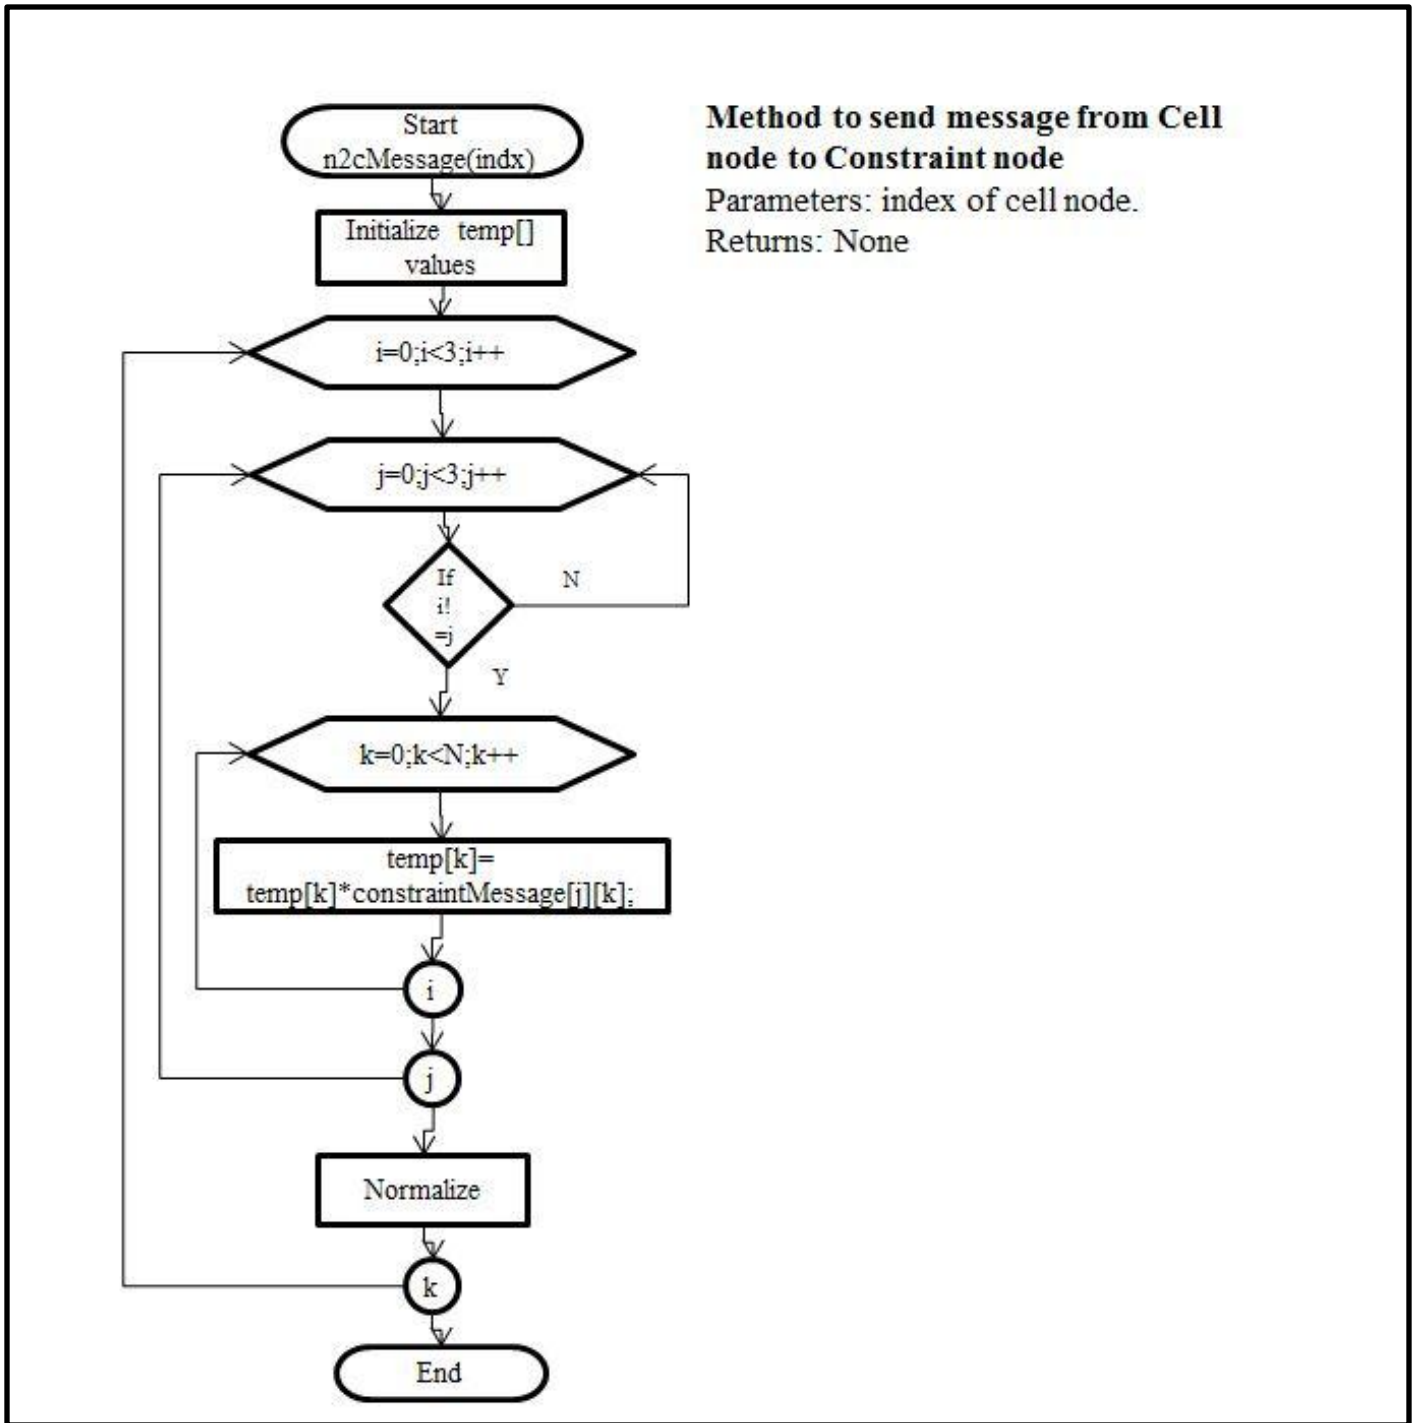 Start
n2cMessage(indx)
Method to send message from Cell
node to Constraint node
Parameters: index of cell node.
Returns: None
Initialize temp[]
values
i=0;i<3;i++
j=0;j<3;j++
If
i!
=j
N
Y
k=0;k<N;k++
temp[k]=
temp[k]*constraintMessage[j][k];
i
j
Normalize
k
End